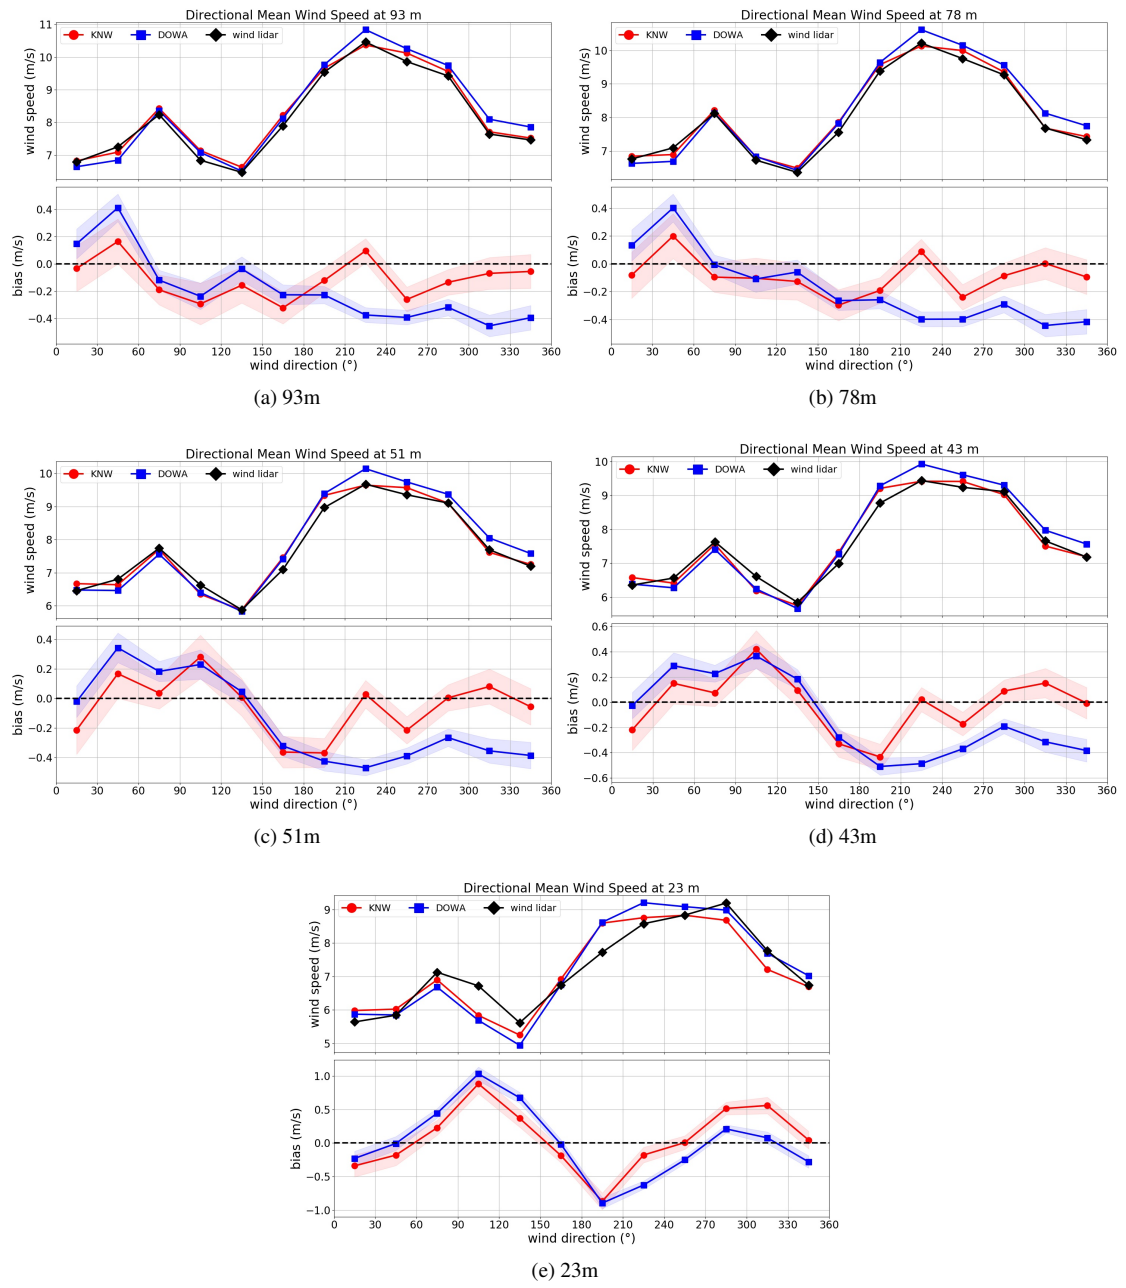 Directional Mean Wind Speed at 93 m
KNW DOWA wind lidar
wind speed (m/s)
11
10
9
8
7
bias (m/s)
0.4
0.2
0.0
−0.2
−0.4
0 30 60 90 120 150 180 210 240 270 300 330 360
wind direction (°)
(a) 93m
Directional Mean Wind Speed at 78 m
KNW DOWA wind lidar
wind speed (m/s)
10
9
8
7
bias (m/s)
0.4
0.2
0.0
−0.2
−0.4
0 30 60 90 120 150 180 210 240 270 300 330 360
wind direction (°)
(b) 78m
Directional Mean Wind Speed at 51 m
KNW DOWA wind lidar
wind speed (m/s)
10
9
8
7
6
bias (m/s)
0.4
0.2
0.0
−0.2
−0.4
0 30 60 90 120 150 180 210 240 270 300 330 360
wind direction (°)
(c) 51m
Directional Mean Wind Speed at 43 m
KNW DOWA wind lidar
wind speed (m/s)
10
9
8
7
6
bias (m/s)
0.6
0.4
0.2
0.0
−0.2
−0.4
−0.6
0 30 60 90 120 150 180 210 240 270 300 330 360
wind direction (°)
(d) 43m
Directional Mean Wind Speed at 23 m
KNW DOWA wind lidar
wind speed (m/s)
9
8
7
6
5
bias (m/s)
1.0
0.5
0.0
−0.5
−1.0
0 30 60 90 120 150 180 210 240 270 300 330 360
wind direction (°)
(e) 23m